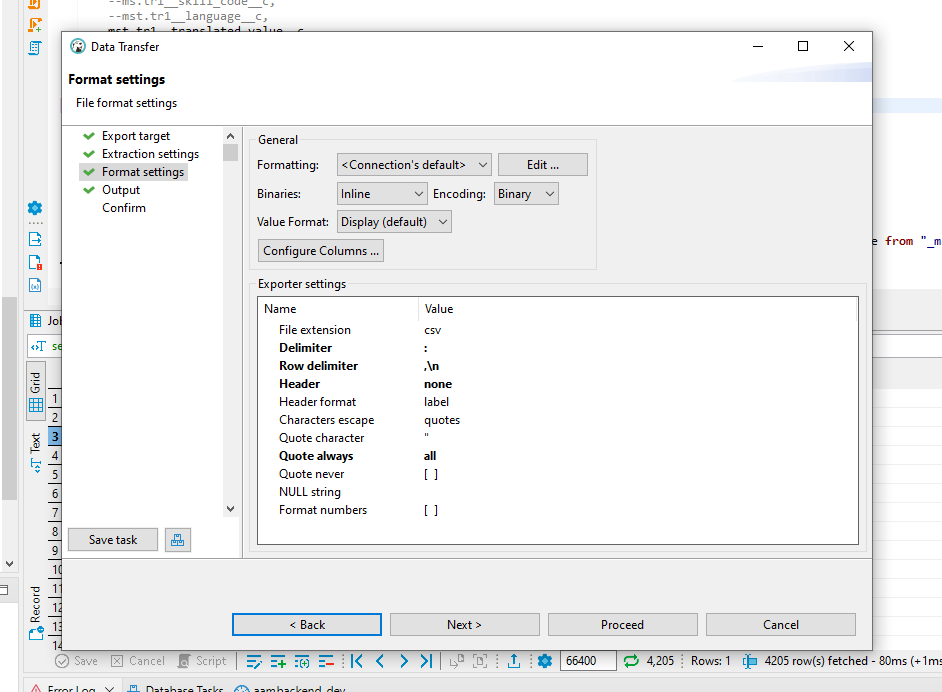 --ms.tr1__skill_code__c,
--mst.tr1__language__c,
mst.tr1__translated_value__c
Data Transfer
Format settings
File format settings
Export target
Extraction settings
Format settings
Output
Confirm
General
Formatting: <Connection's default> Edit ...
Binaries: Inline Encoding: Binary
Value Format: Display (default)
Configure Columns ...
e from "_m
Exporter settings
Name Value
File extension csv
Delimiter :
Row delimiter ,\n
Header none
Header format label
Characters escape quotes
Quote character "
Quote always all
Quote never [ ]
NULL string
Format numbers [ ]
Job
se
Grid
Text
Record
1
2
3
4
5
6
7
8
9
10
11
12
13
14
Save task
< Back Next > Proceed Cancel
Save Cancel Script 66400 4,205 Rows: 1 4205 row(s) fetched - 80ms (+1ms
Error Log Database Tasks aambackend_dev